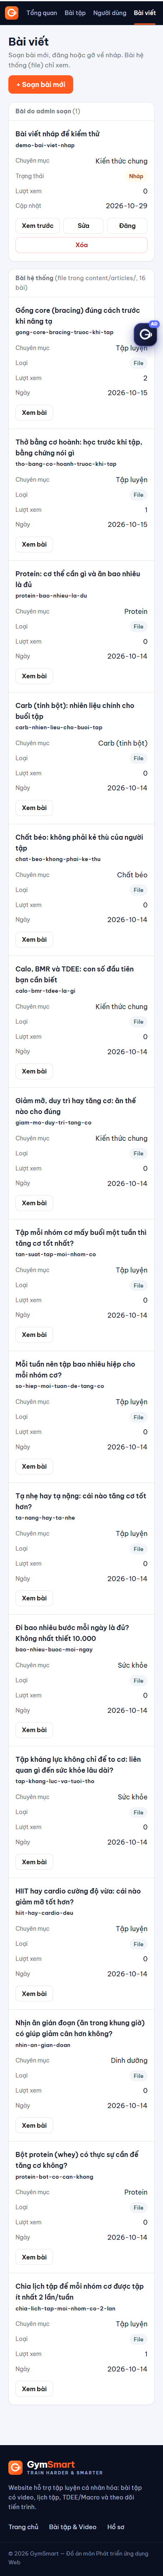 Tổng quan Bài tập Người dùng Bài viết
Bài viết
Soạn bài mới, đăng hoặc gỡ và nháp. Bài hệ
thống (file) chỉ xem.
+ Soạn bài mới
Bài do admin soạn (1)
Bài viết nháp để kiểm thử
demo-bai-viet-nhap
Chuyên mục Kiến thức chung
Trạng thái Nháp
Lượt xem 0
Cập nhật 2026-10-29
Xem trước Sửa Đăng
Xóa
Bài hệ thống (file trong content/articles/, 16
bài)
Gồng core (bracing) đúng cách trước
khi nâng tạ
gong-core-bracing-truoc-khi-tap
Chuyên mục Tập luyện
Loại File
Lượt xem 2
Ngày 2026-10-15
Xem bài
Thở bằng cơ hoành: học trước khi tập,
bằng chứng nói gì
tho-bang-co-hoanh-truoc-khi-tap
Chuyên mục Tập luyện
Loại File
Lượt xem 1
Ngày 2026-10-15
Xem bài
Protein: cơ thể cần gì và ăn bao nhiêu
là đủ
protein-bao-nhieu-la-du
Chuyên mục Protein
Loại File
Lượt xem 0
Ngày 2026-10-14
Xem bài
Carb (tinh bột): nhiên liệu chính cho
buổi tập
carb-nhien-lieu-cho-buoi-tap
Chuyên mục Carb (tinh bột)
Loại File
Lượt xem 0
Ngày 2026-10-14
Xem bài
Chất béo: không phải kẻ thù của người
tập
chat-beo-khong-phai-ke-thu
Chuyên mục Chất béo
Loại File
Lượt xem 0
Ngày 2026-10-14
Xem bài
Calo, BMR và TDEE: con số đầu tiên
bạn cần biết
calo-bmr-tdee-la-gi
Chuyên mục Kiến thức chung
Loại File
Lượt xem 0
Ngày 2026-10-14
Xem bài
Giảm mỡ, duy trì hay tăng cơ: ăn thế
nào cho đúng
giam-mo-duy-tri-tang-co
Chuyên mục Kiến thức chung
Loại File
Lượt xem 0
Ngày 2026-10-14
Xem bài
Tập mỗi nhóm cơ mấy buổi một tuần thì
tăng cơ tốt nhất?
tan-suat-tap-moi-nhom-co
Chuyên mục Tập luyện
Loại File
Lượt xem 0
Ngày 2026-10-14
Xem bài
Mỗi tuần nên tập bao nhiêu hiệp cho
mỗi nhóm cơ?
so-hiep-moi-tuan-de-tang-co
Chuyên mục Tập luyện
Loại File
Lượt xem 0
Ngày 2026-10-14
Xem bài
Tạ nhẹ hay tạ nặng: cái nào tăng cơ tốt
hơn?
ta-nang-hay-ta-nhe
Chuyên mục Tập luyện
Loại File
Lượt xem 0
Ngày 2026-10-14
Xem bài
Đi bao nhiêu bước mỗi ngày là đủ?
Không nhất thiết 10.000
bao-nhieu-buoc-moi-ngay
Chuyên mục Sức khỏe
Loại File
Lượt xem 0
Ngày 2026-10-14
Xem bài
Tập kháng lực không chỉ để to cơ: liên
quan gì đến sức khỏe lâu dài?
tap-khang-luc-va-tuoi-tho
Chuyên mục Sức khỏe
Loại File
Lượt xem 0
Ngày 2026-10-14
Xem bài
HIIT hay cardio cường độ vừa: cái nào
giảm mỡ tốt hơn?
hiit-hay-cardio-deu
Chuyên mục Tập luyện
Loại File
Lượt xem 0
Ngày 2026-10-14
Xem bài
Nhịn ăn gián đoạn (ăn trong khung giờ)
có giúp giảm cân hơn không?
nhin-an-gian-doan
Chuyên mục Dinh dưỡng
Loại File
Lượt xem 0
Ngày 2026-10-14
Xem bài
Bột protein (whey) có thực sự cần để
tăng cơ không?
protein-bot-co-can-khong
Chuyên mục Protein
Loại File
Lượt xem 0
Ngày 2026-10-14
Xem bài
Chia lịch tập để mỗi nhóm cơ được tập
ít nhất 2 lần/tuần
chia-lich-tap-moi-nhom-co-2-lan
Chuyên mục Tập luyện
Loại File
Lượt xem 1
Ngày 2026-10-14
Xem bài
GymSmart
TRAIN HARDER & SMARTER
Website hỗ trợ tập luyện cá nhân hóa: bài tập
có video, lịch tập, TDEE/Macro và theo dõi
tiến trình.
Trang chủ Bài tập & Video Hồ sơ
© 2026 GymSmart — Đồ án môn Phát triển ứng dụng
Web